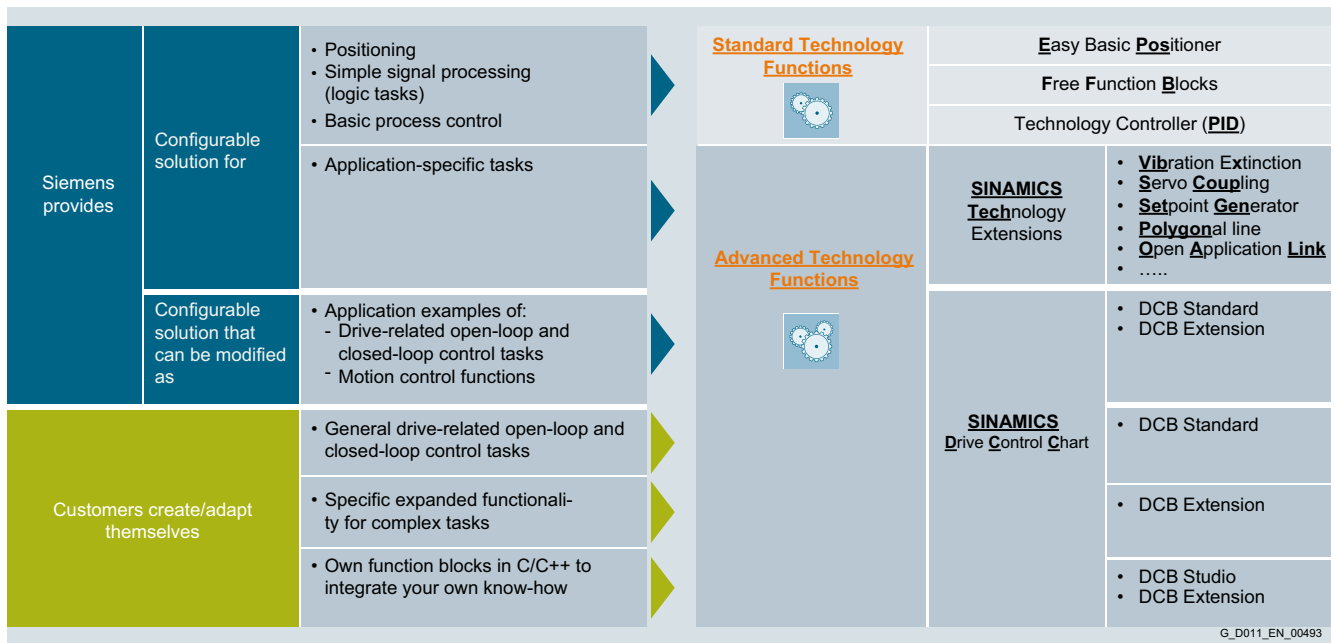 Siemens
provides
Configurable
solution for
• Positioning
• Simple signal processing
(logic tasks)
• Basic process control
• Application-specific tasks
Configurable
solution that
can be modified
as
• Application examples of:
- Drive-related open-loop and
closed-loop control tasks
- Motion control functions
Customers create/adapt
themselves
• General drive-related open-loop and
closed-loop control tasks
• Specific expanded functionali-
ty for complex tasks
• Own function blocks in C/C++ to
integrate your own know-how
Standard Technology
Functions
Easy Basic Positioner
Free Function Blocks
Technology Controller (PID)
Advanced Technology
Functions
SINAMICS
Technology
Extensions
• Vibration Extinction
• Servo Coupling
• Setpoint Generator
• Polygonal line
• Open Application Link
• …..
SINAMICS
Drive Control Chart
• DCB Standard
• DCB Extension
• DCB Standard
• DCB Extension
• DCB Studio
• DCB Extension
G_D011_EN_00493